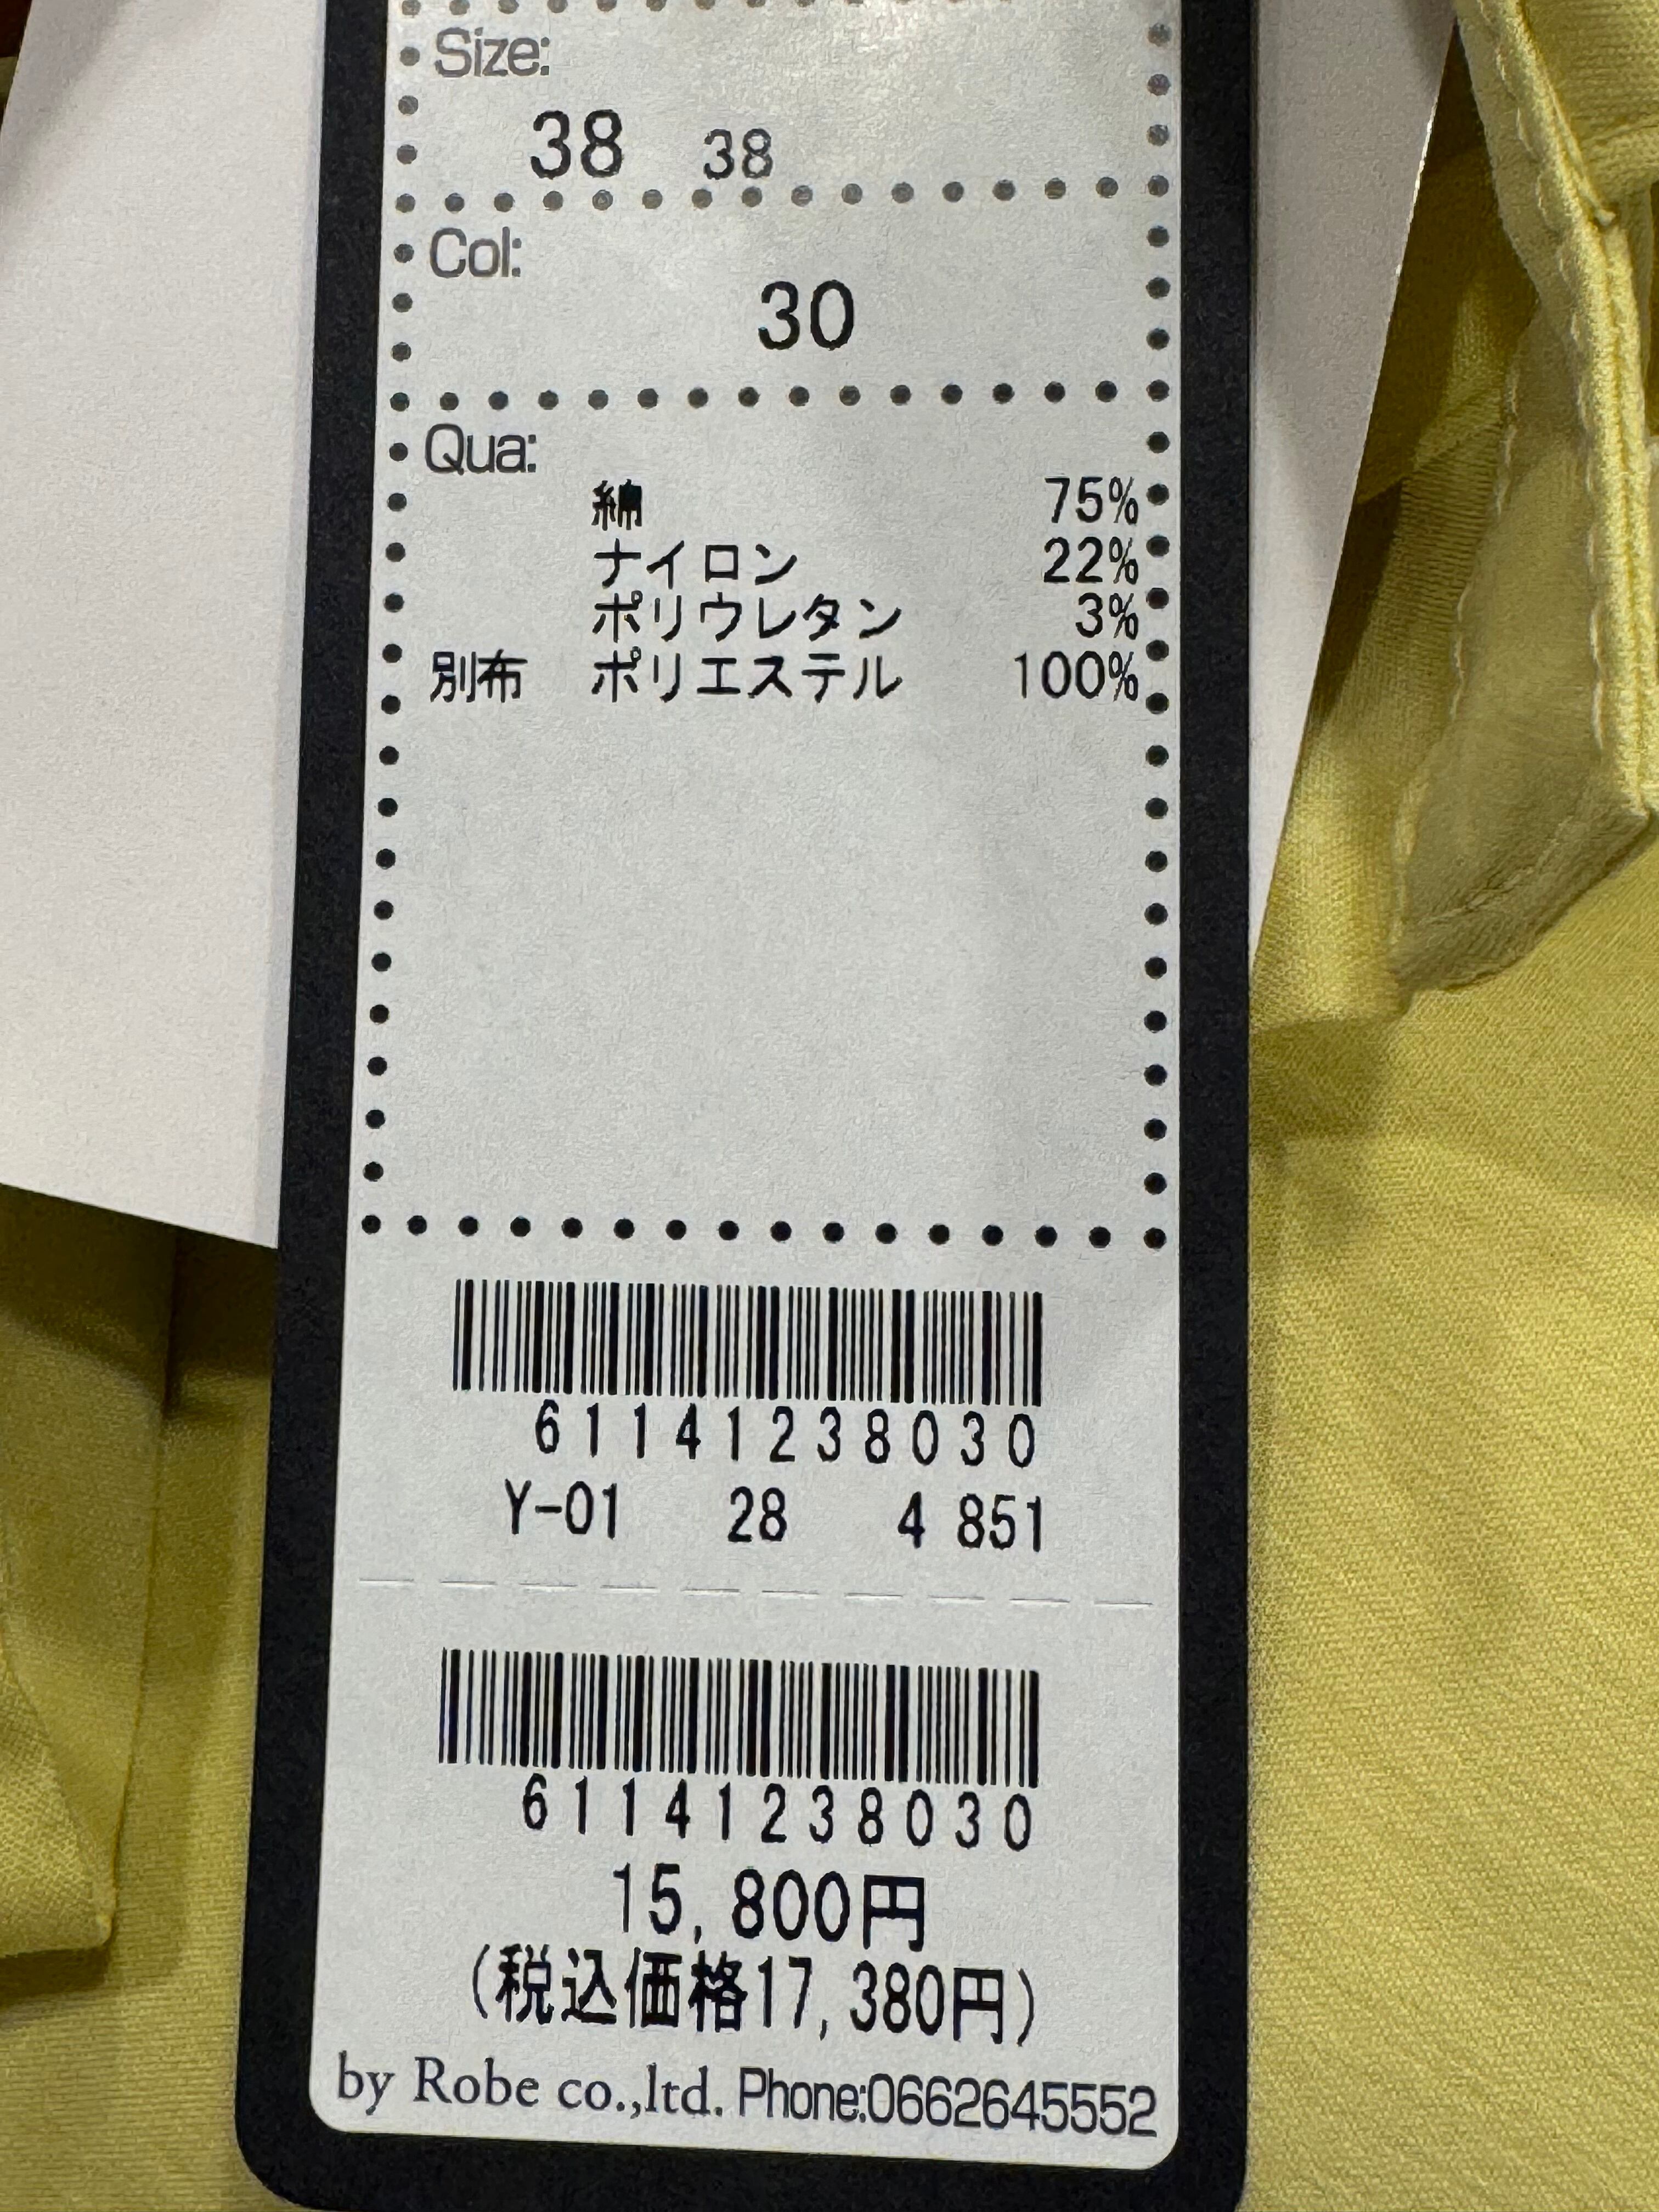 Size:
38 38
Col:
30
Qua:
綿 75%
ナイロン 22%
ポリウレタン 3%
別布 ポリエステル 100%
61141238030
Y-01 28 4 851
61141238030
15,800円
(税込価格17,380円)
by Robe co.,ltd. Phone:0662645552